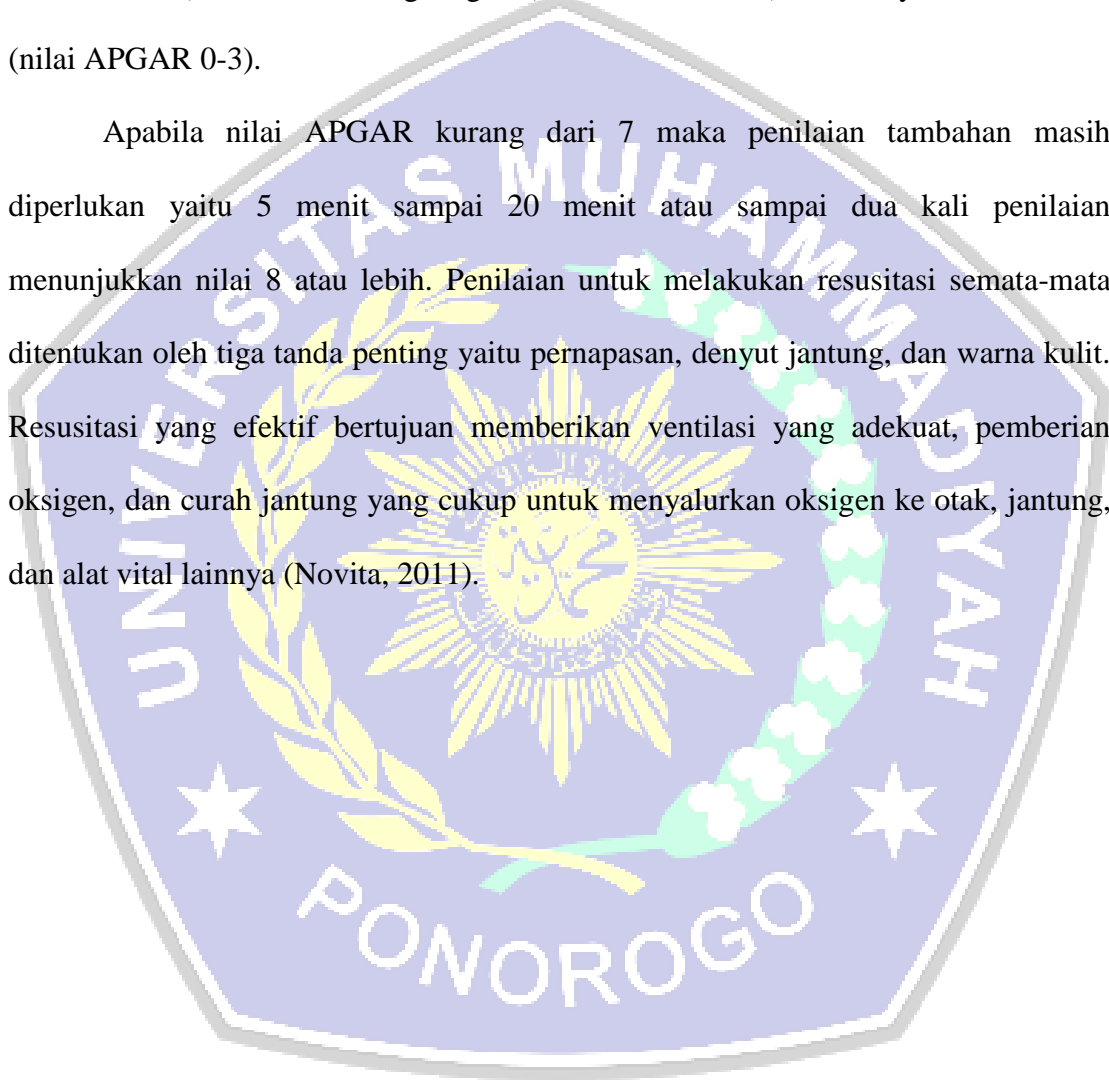 (nilai APGAR 0-3).
Apabila nilai APGAR kurang dari 7 maka penilaian tambahan masih
diperlukan yaitu 5 menit sampai 20 menit atau sampai dua kali penilaian
menunjukkan nilai 8 atau lebih. Penilaian untuk melakukan resusitasi semata-mata
ditentukan oleh tiga tanda penting yaitu pernapasan, denyut jantung, dan warna kulit.
Resusitasi yang efektif bertujuan memberikan ventilasi yang adekuat, pemberian
oksigen, dan curah jantung yang cukup untuk menyalurkan oksigen ke otak, jantung,
dan alat vital lainnya (Novita, 2011).
UNIVERSITAS MUHAMMADIYAH
PONOROGO